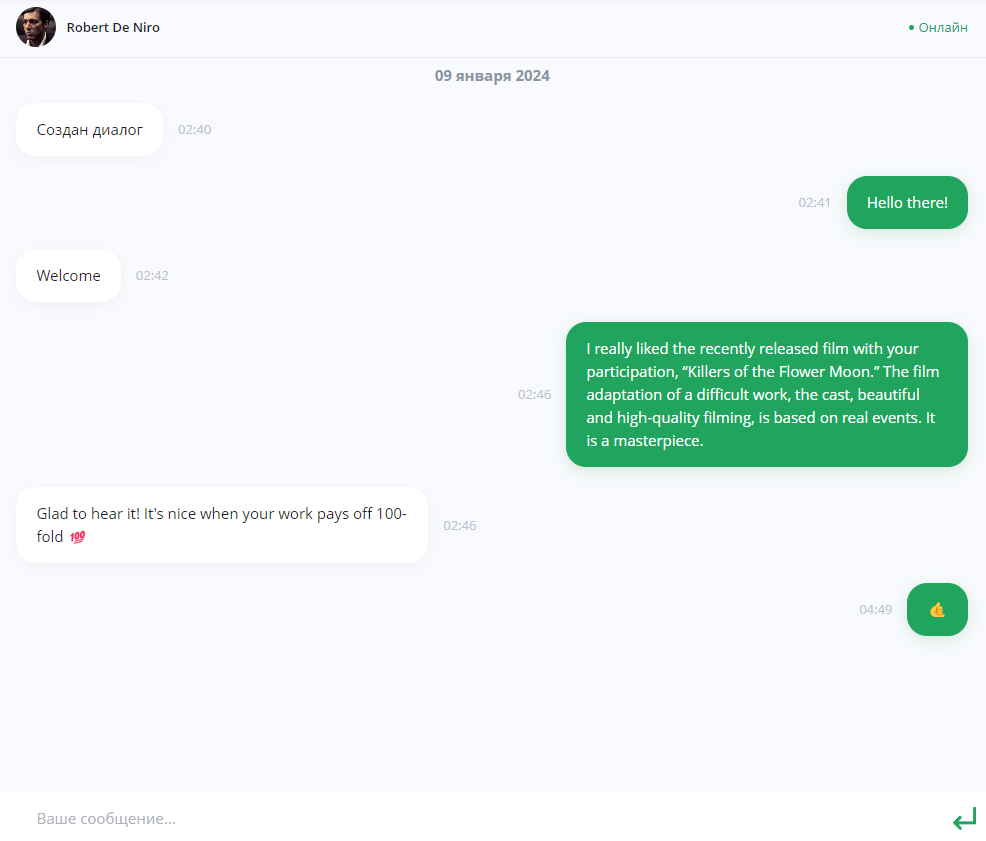 Robert De Niro
• Онлайн
09 января 2024
Создан диалог
02:40
02:41
Hello there!
Welcome
02:42
I really liked the recently released film with your
participation, “Killers of the Flower Moon.” The film
adaptation of a difficult work, the cast, beautiful
and high-quality filming, is based on real events. It
is a masterpiece.
02:46
Glad to hear it! It's nice when your work pays off 100-
fold 💯
02:46
04:49
🤙
Ваше сообщение...